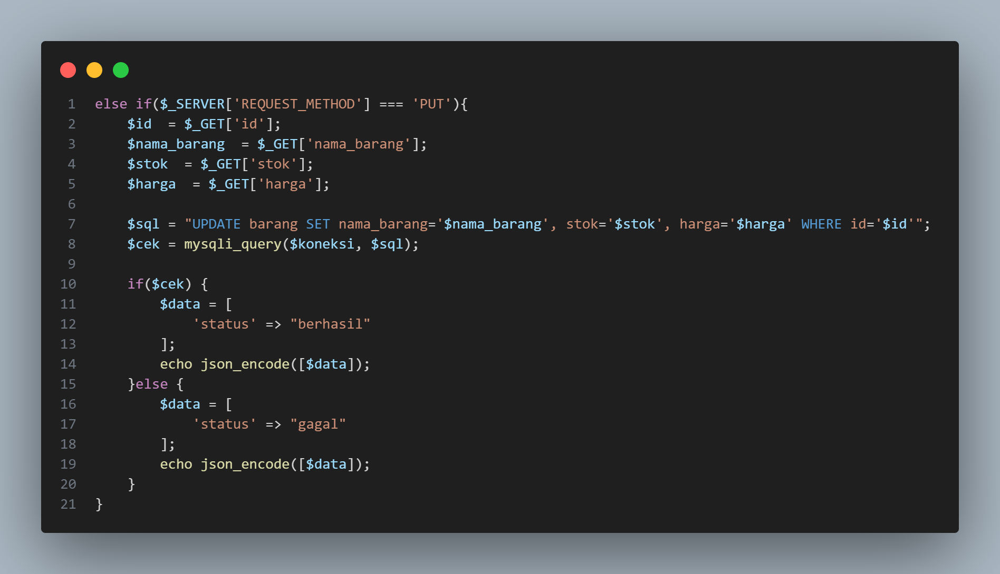 1 else if($_SERVER['REQUEST_METHOD'] === 'PUT'){
2     $id  = $_GET['id'];
3     $nama_barang  = $_GET['nama_barang'];
4     $stok  = $_GET['stok'];
5     $harga  = $_GET['harga'];
6
7     $sql = "UPDATE barang SET nama_barang='$nama_barang', stok='$stok', harga='$harga' WHERE id='$id'";
8     $cek = mysqli_query($koneksi, $sql);
9
10     if($cek) {
11         $data = [
12             'status' => "berhasil"
13         ];
14         echo json_encode([$data]);
15     }else {
16         $data = [
17             'status' => "gagal"
18         ];
19         echo json_encode([$data]);
20     }
21 }